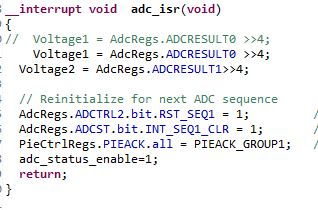 __interrupt void  adc_isr(void)
{
//  Voltage1 = AdcRegs.ADCRESULT0 >>4;
    Voltage1 = AdcRegs.ADCRESULT0 >>4;
  Voltage2 = AdcRegs.ADCRESULT1>>4;
  // Reinitialize for next ADC sequence
  AdcRegs.ADCTRL2.bit.RST_SEQ1 = 1;         /
  AdcRegs.ADCST.bit.INT_SEQ1_CLR = 1;       /
  PieCtrlRegs.PIEACK.all = PIEACK_GROUP1;   /
  adc_status_enable=1;
  return;
}